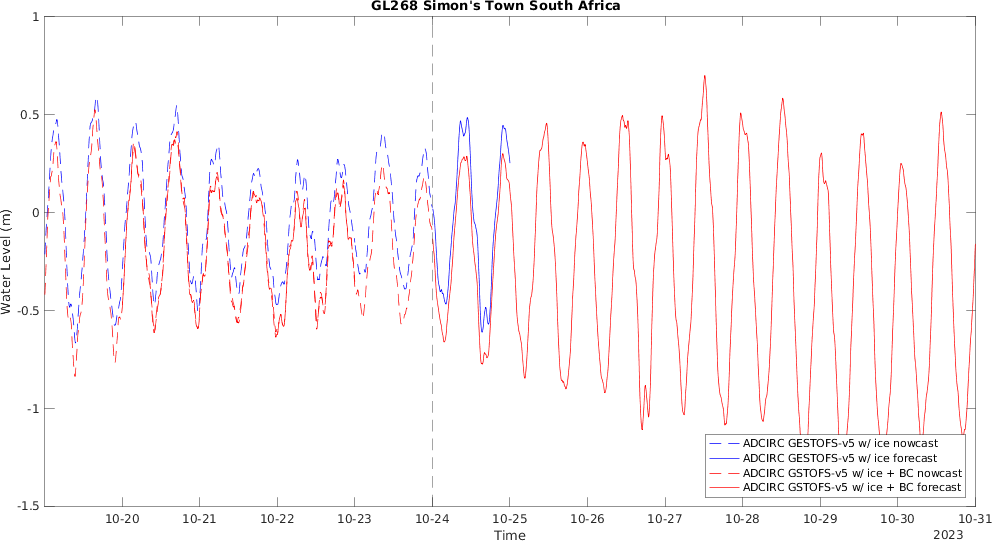 GL268 Simon's Town South Africa
1
0.5
0
-0.5
-1
-1.5
Water Level (m)
ADCIRC GESTOFS-v5 w/ ice nowcast
ADCIRC GESTOFS-v5 w/ ice forecast
ADCIRC GSTOFS-v5 w/ ice + BC nowcast
ADCIRC GSTOFS-v5 w/ ice + BC forecast
10-20 10-21 10-22 10-23 10-24 10-25 10-26 10-27 10-28 10-29 10-30 10-31
Time
2023